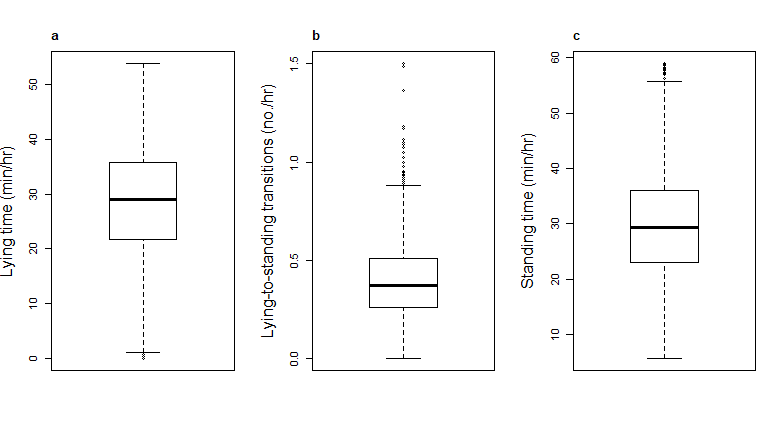 a
Lying time (min/hr)
50
40
30
20
10
0
b
Lying-to-standing transitions (no./hr)
1.5
1.0
0.5
0.0
c
Standing time (min/hr)
60
50
40
30
20
10